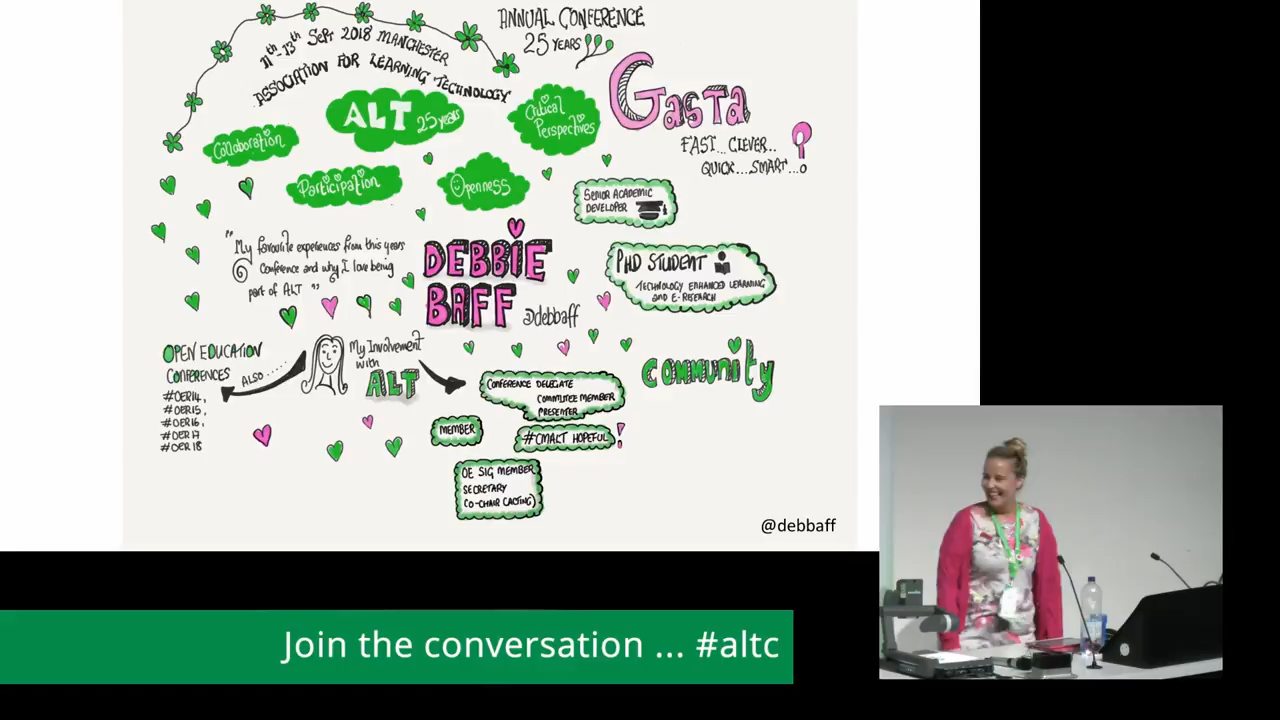 ANNUAL CONFERENCE
25 YEARS
11th - 13th SEPT 2018 MANCHESTER
ASSOCIATION FOR LEARNING TECHNOLOGY
GASTA
FAST... CLEVER..
QUICK...SMART...
ALT 25 years
Critical
Perspectives
Collaboration
Participation
Openness
SENIOR ACADEMIC
DEVELOPER
"My favourite experiences from this years
Conference and why I love being
part of ALT "
DEBBIE
BAFF
@debbaff
PHD STUDENT
TECHNOLOGY ENHANCED LEARNING
AND E-RESEARCH
COMMUNITY
OPEN EDUCATION
CONFERENCES
#OER14,
#OER15,
#OER16,
#OER17
#OER18
ALSO .....
My Involvement
with
ALT
CONFERENCE DELEGATE
COMMITTEE MEMBER
PRESENTER
MEMBER
#CMALT HOPEFUL!
OE SIG MEMBER
SECRETARY
CO-CHAIR (ACTING)
@debbaff
Join the conversation ... #altc